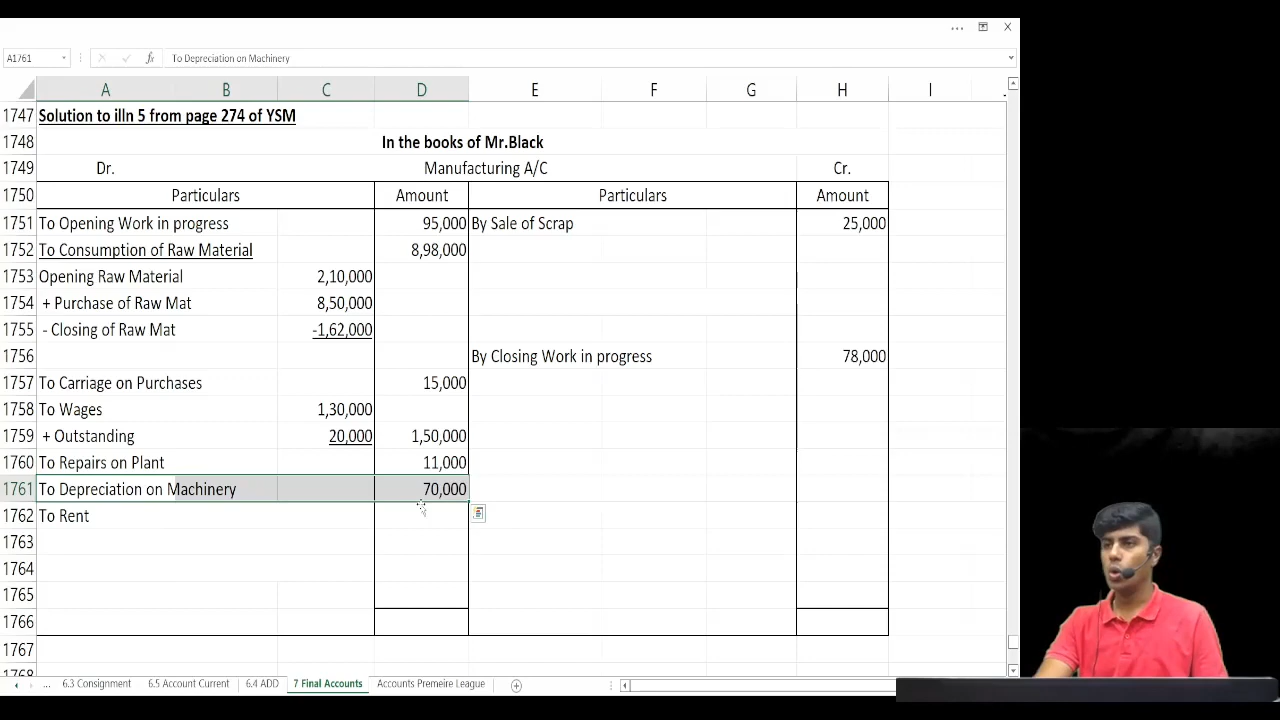 A1761 fx To Depreciation on Machinery
A B C D E F G H I
1747 Solution to illn 5 from page 274 of YSM
1748 In the books of Mr.Black
1749 Dr. Manufacturing A/C Cr.
1750 Particulars Amount Particulars Amount
1751 To Opening Work in progress 95,000 By Sale of Scrap 25,000
1752 To Consumption of Raw Material 8,98,000
1753 Opening Raw Material 2,10,000
1754 + Purchase of Raw Mat 8,50,000
1755 - Closing of Raw Mat -1,62,000
1756 By Closing Work in progress 78,000
1757 To Carriage on Purchases 15,000
1758 To Wages 1,30,000
1759 + Outstanding 20,000 1,50,000
1760 To Repairs on Plant 11,000
1761 To Depreciation on Machinery 70,000
1762 To Rent
1763
1764
1765
1766
1767
1768
... 6.3 Consignment 6.5 Account Current 6.4 ADD 7 Final Accounts Accounts Premeire League